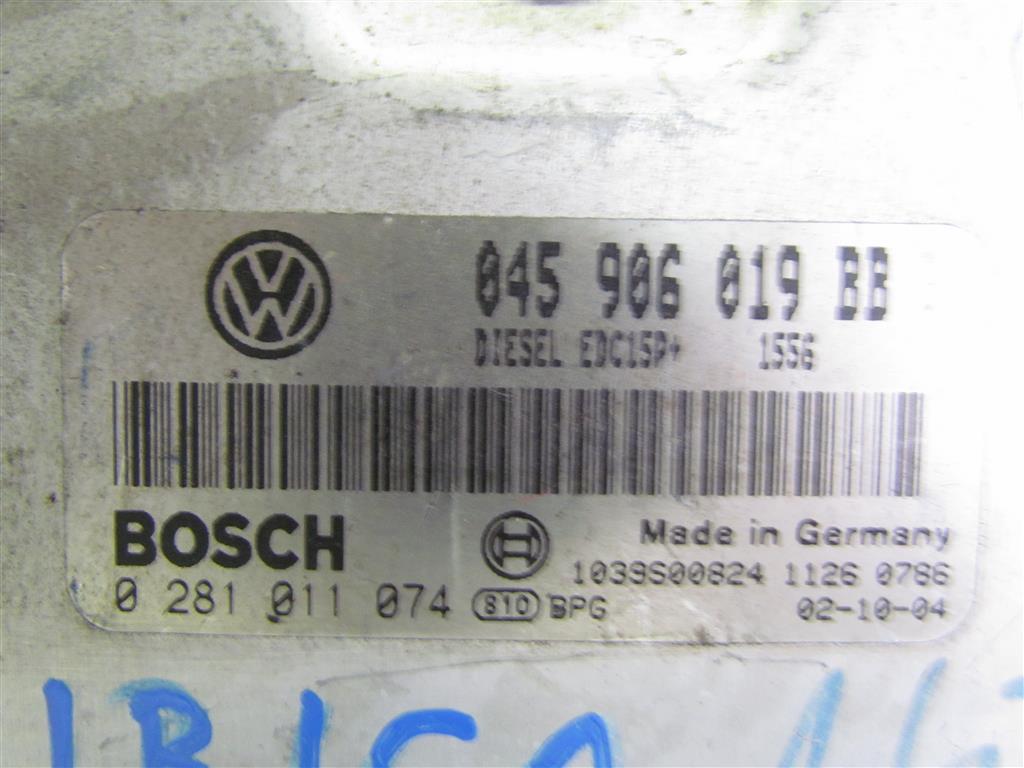 045 906 019 BB
DIESEL EDC15P+ 1556
BOSCH
Made in Germany
1039S00824 1126 0786
0 281 011 074 810 BPG 02-10-04
IBISA